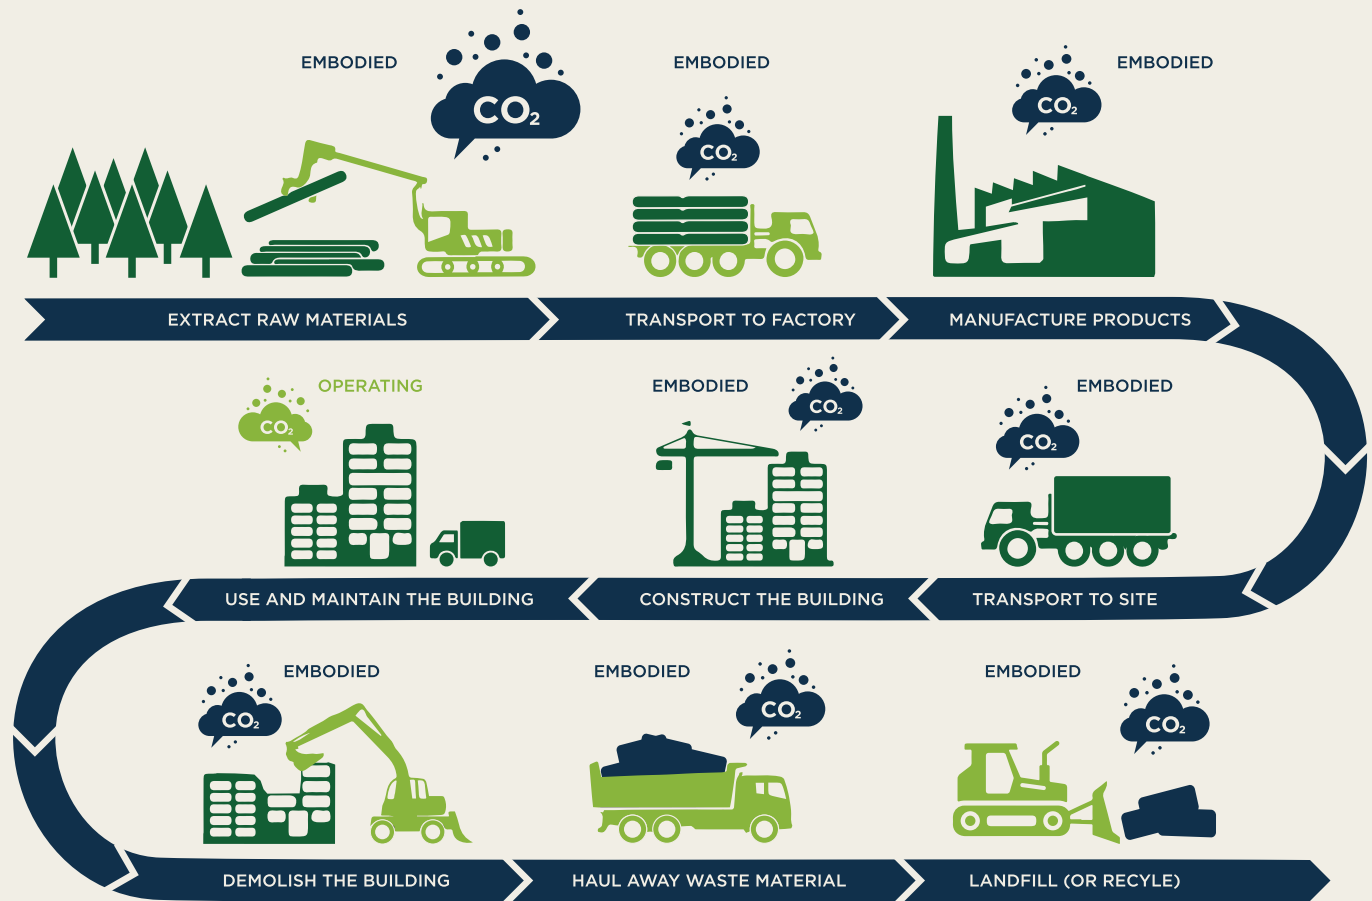 EMBODIED
CO₂
EMBODIED
CO₂
CO₂
EMBODIED
EXTRACT RAW MATERIALS
TRANSPORT TO FACTORY
MANUFACTURE PRODUCTS
CO₂
OPERATING
EMBODIED
CO₂
CO₂
EMBODIED
USE AND MAINTAIN THE BUILDING
CONSTRUCT THE BUILDING
TRANSPORT TO SITE
CO₂
EMBODIED
EMBODIED
CO₂
EMBODIED
CO₂
DEMOLISH THE BUILDING
HAUL AWAY WASTE MATERIAL
LANDFILL (OR RECYLE)